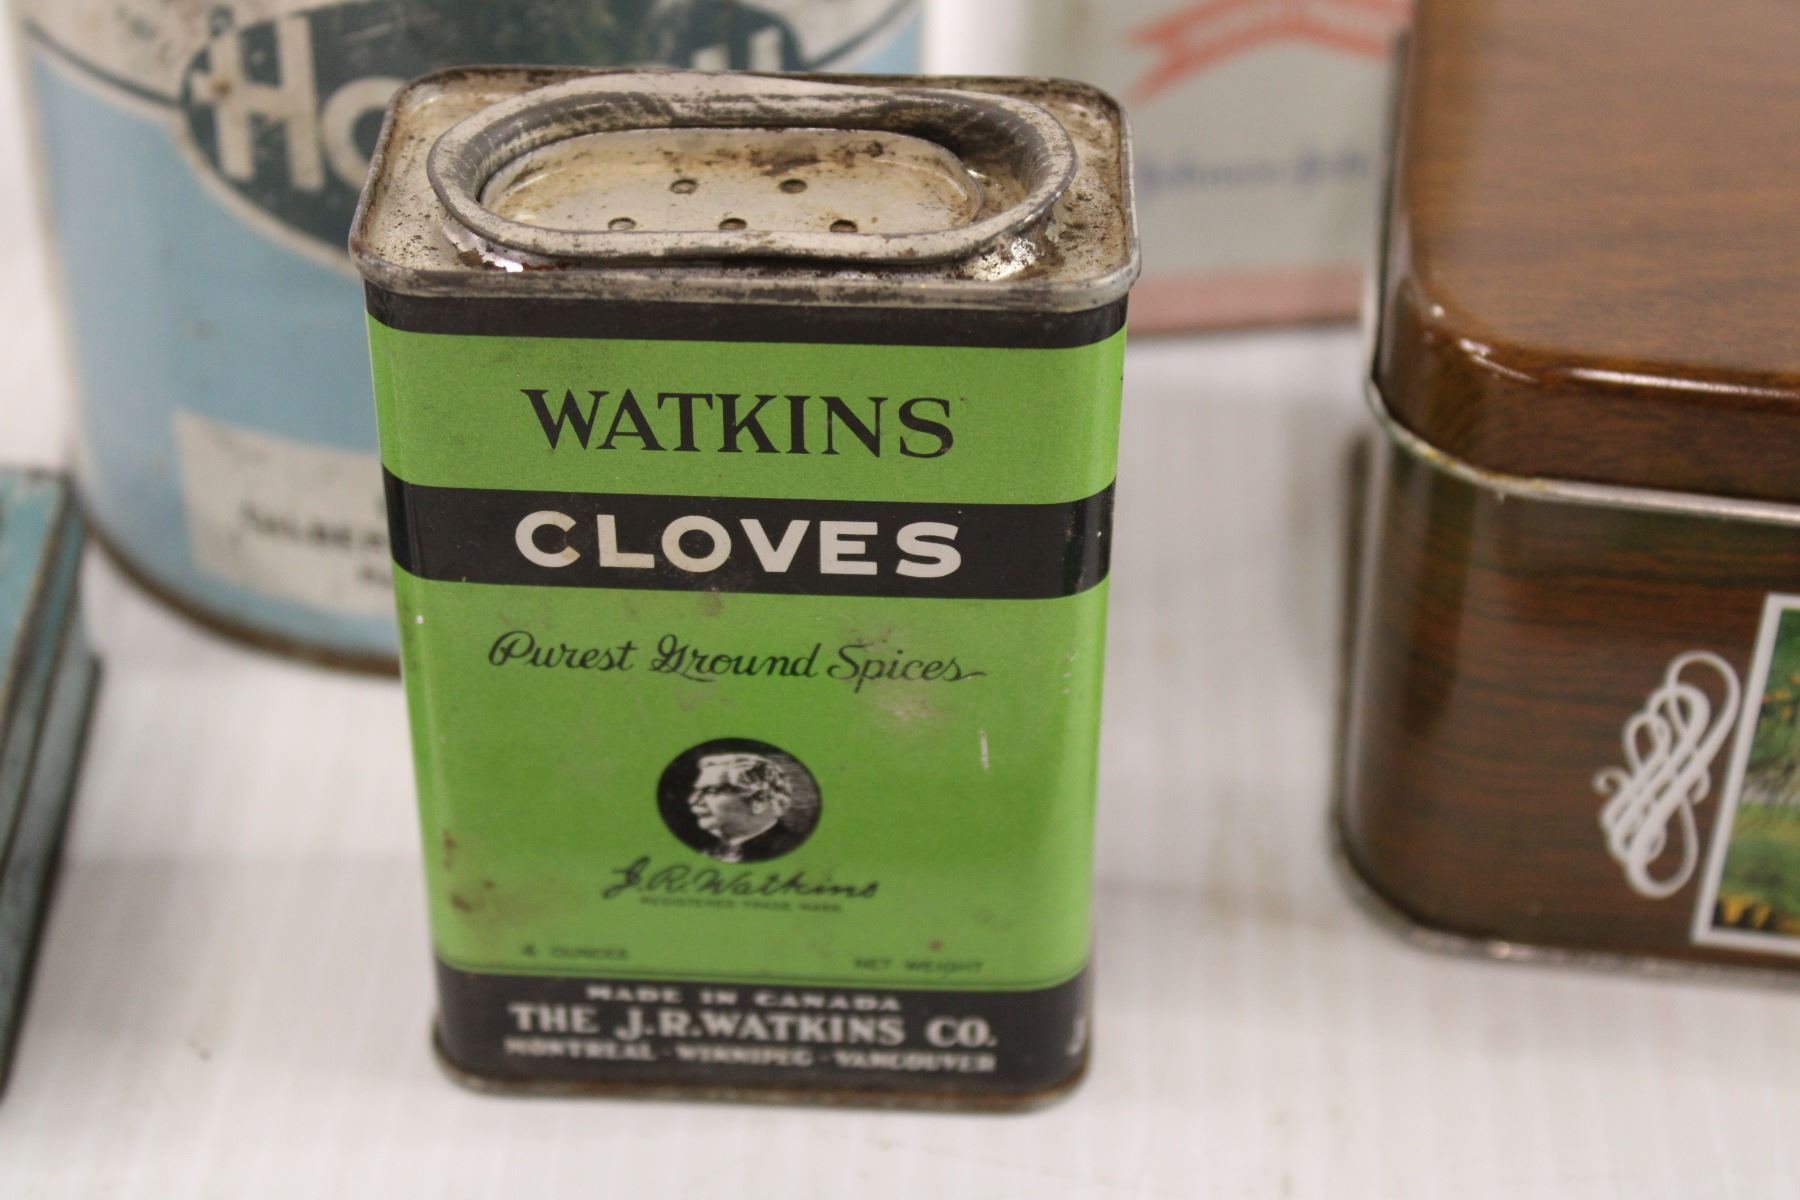 WATKINS
CLOVES
Purest Ground Spices
J.R. Watkins
REGISTERED TRADE MARK
4 OUNCES NET WEIGHT
MADE IN CANADA
THE J.R. WATKINS CO.
MONTREAL - WINNIPEG - VANCOUVER